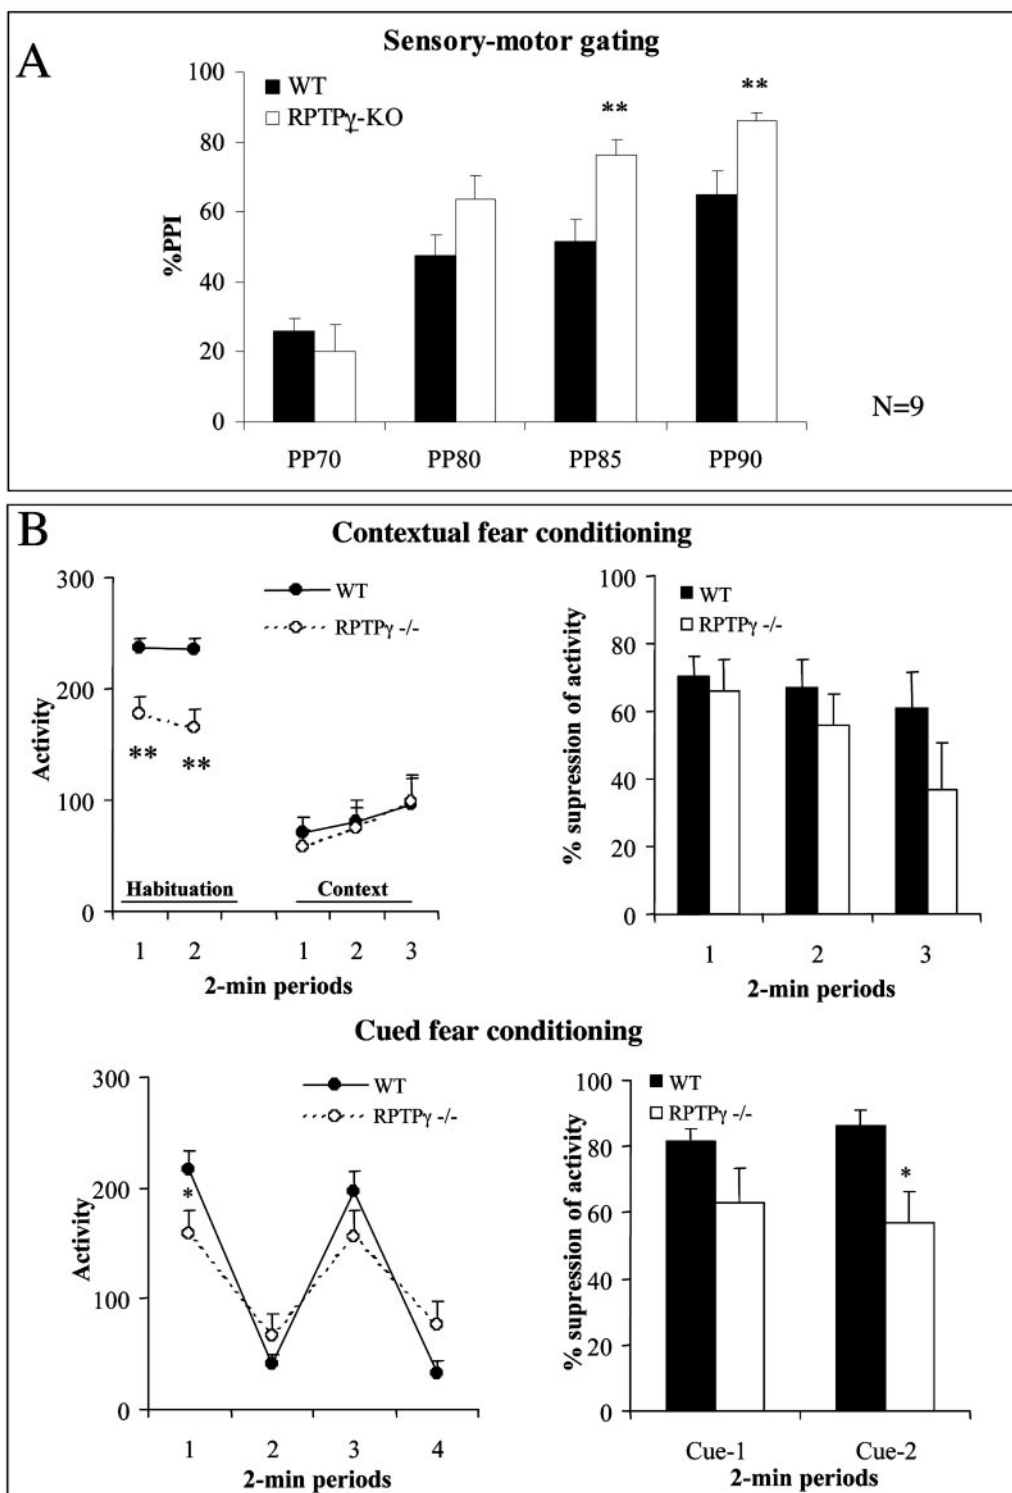 A
Sensory-motor gating
100
80
60
40
20
0
%PPI
WT
RPTPγ-KO
**
**
N=9
PP70 PP80 PP85 PP90
B
Contextual fear conditioning
300
200
100
0
Activity
WT
RPTPγ -/-
** **
Habituation Context
1 2 1 2 3
2-min periods
100
80
60
40
20
0
% supression of activity
WT
RPTPγ -/-
1 2 3
2-min periods
Cued fear conditioning
300
200
100
0
Activity
WT
RPTPγ -/-
*
1 2 3 4
2-min periods
100
80
60
40
20
0
% supression of activity
WT
RPTPγ -/-
*
Cue-1 Cue-2
2-min periods